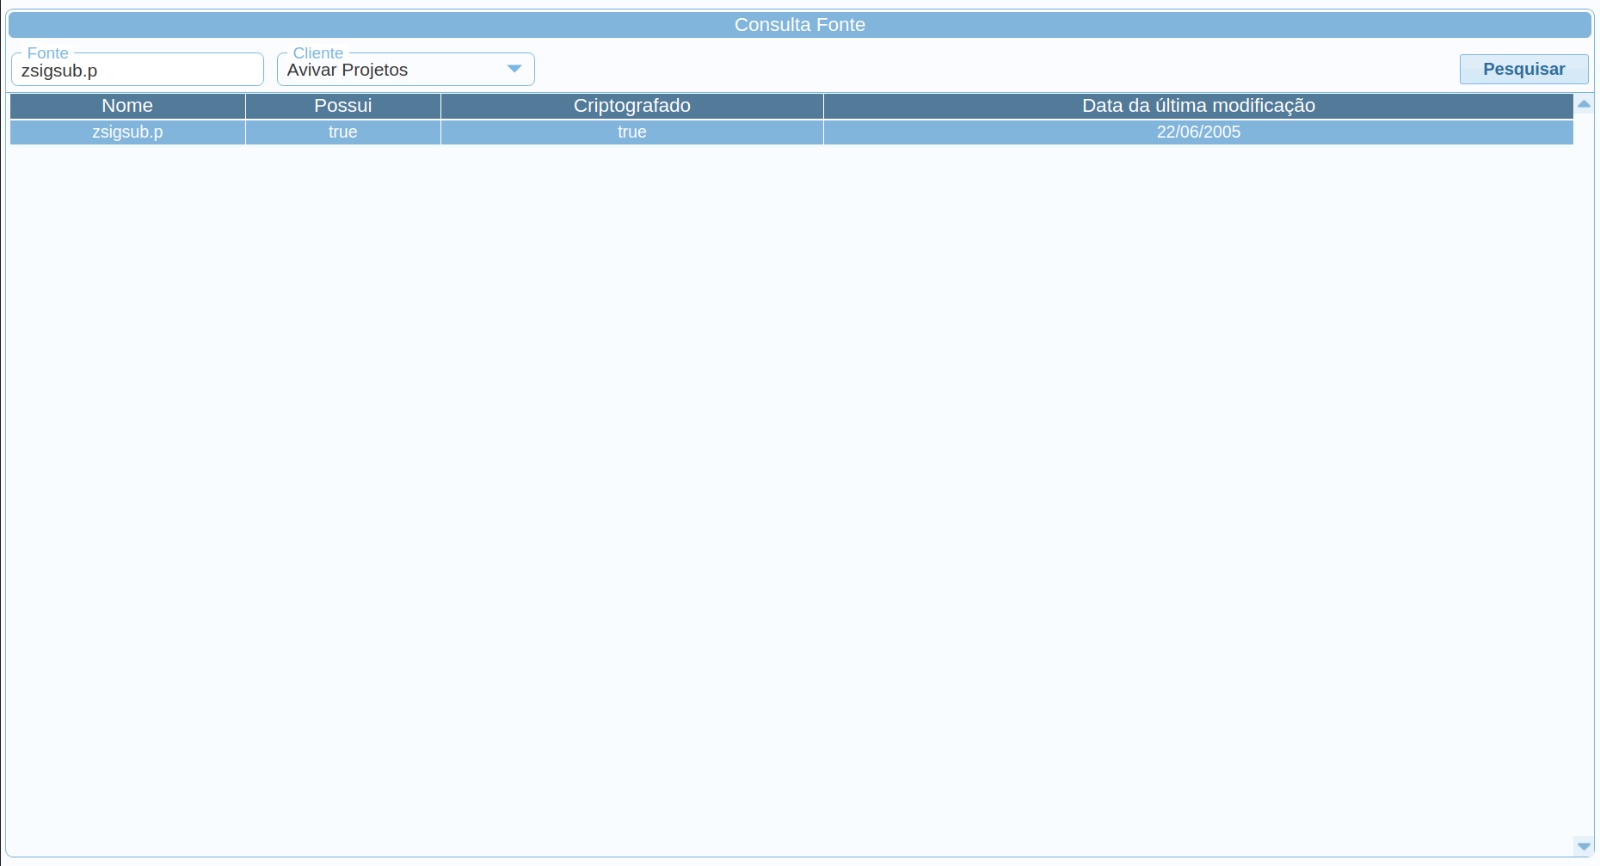 Consulta Fonte
Fonte
zsigsub.p
Cliente
Avivar Projetos
Pesquisar
Nome Possui Criptografado Data da última modificação
zsigsub.p true true 22/06/2005